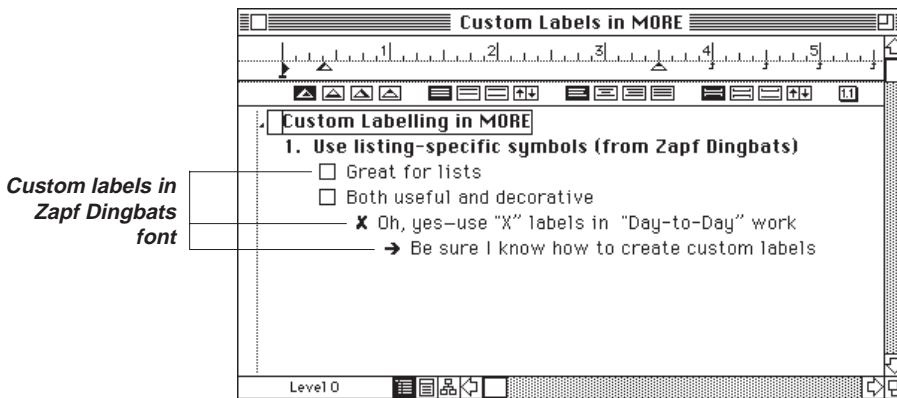 Custom Labels in MORE
1 2 3 4 5
1.1
Custom Labelling in MORE
1. Use listing-specific symbols (from Zapf Dingbats)
☐ Great for lists
☐ Both useful and decorative
✗ Oh, yes—use “X” labels in “Day-to-Day” work
➔ Be sure I know how to create custom labels
Custom labels in
Zapf Dingbats
font
Level 0